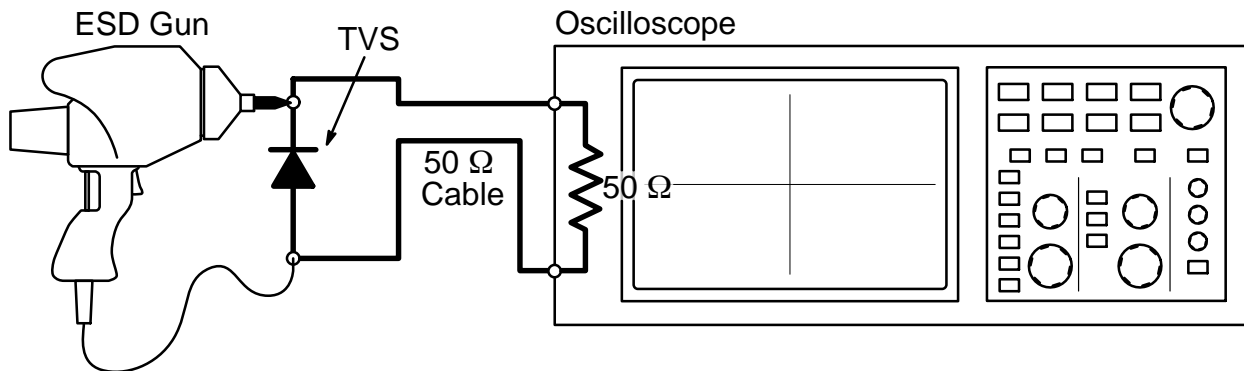 ESD Gun
TVS
Oscilloscope
50 Ω
Cable
50 Ω